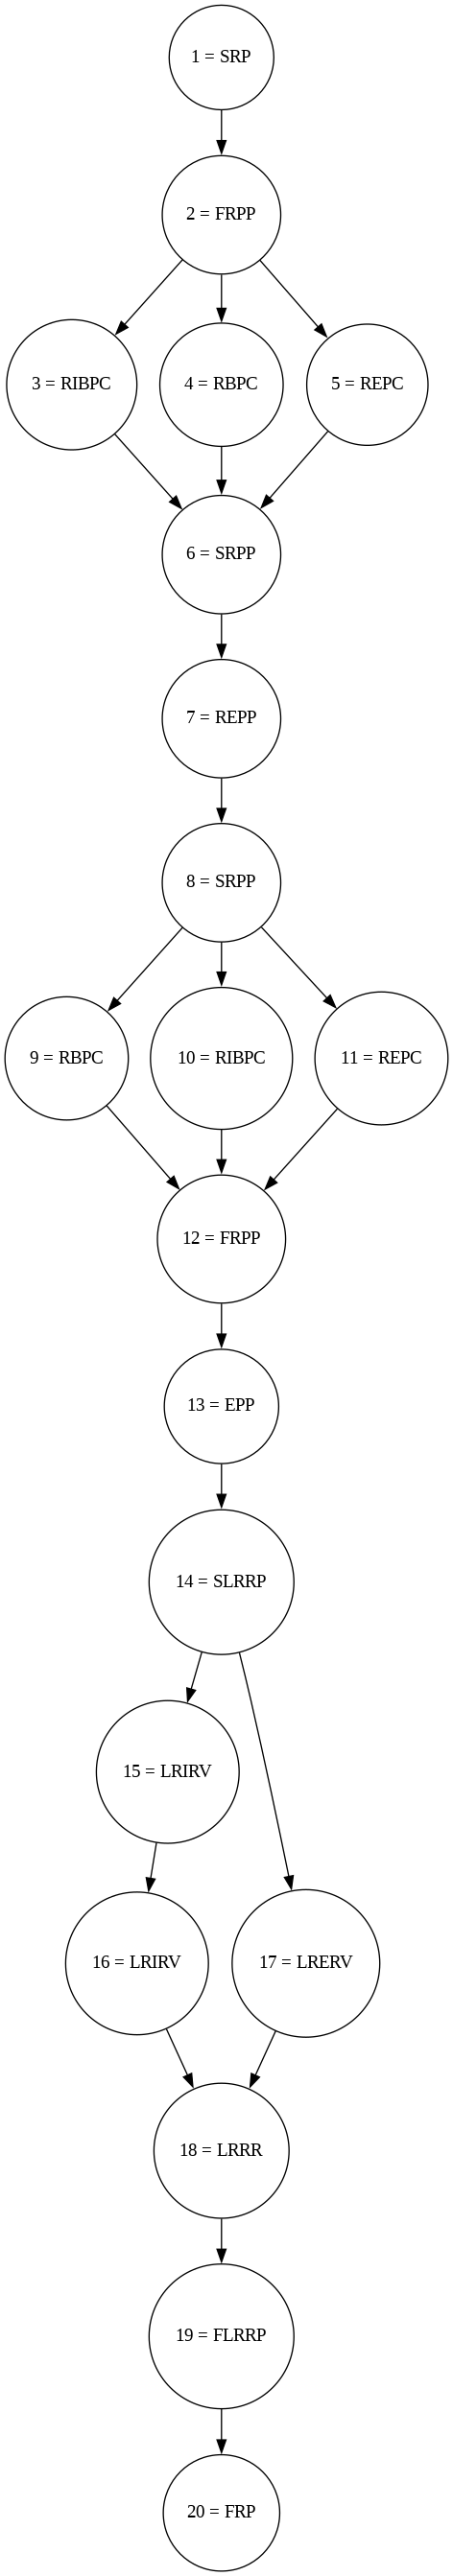 1 = SRP
2 = FRPP
3 = RIBPC
4 = RBPC
5 = REPC
6 = SRPP
7 = REPP
8 = SRPP
9 = RBPC
10 = RIBPC
11 = REPC
12 = FRPP
13 = EPP
14 = SLRRP
15 = LRIRV
16 = LRIRV
17 = LRERV
18 = LRRR
19 = FLRRP
20 = FRP